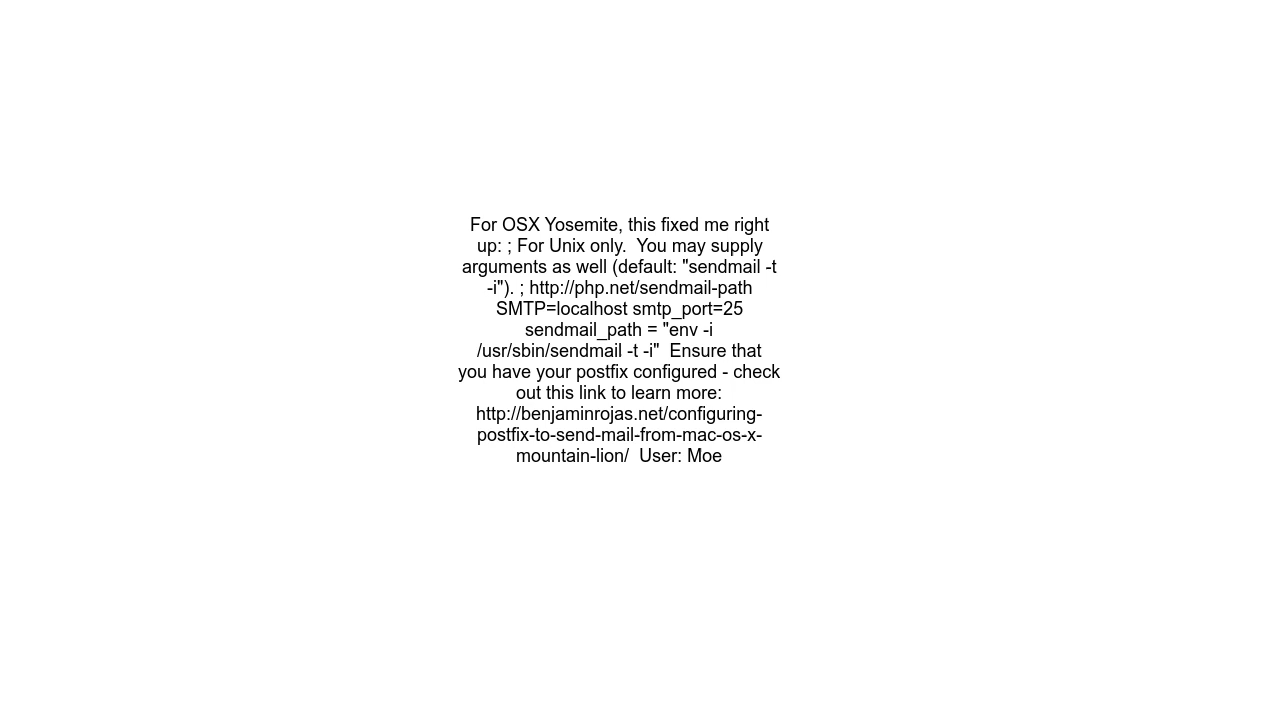 For OSX Yosemite, this fixed me right
up: ; For Unix only.  You may supply
arguments as well (default: "sendmail -t
-i"). ; http://php.net/sendmail-path
SMTP=localhost smtp_port=25
sendmail_path = "env -i
/usr/sbin/sendmail -t -i"  Ensure that
you have your postfix configured - check
out this link to learn more:
http://benjaminrojas.net/configuring-
postfix-to-send-mail-from-mac-os-x-
mountain-lion/  User: Moe